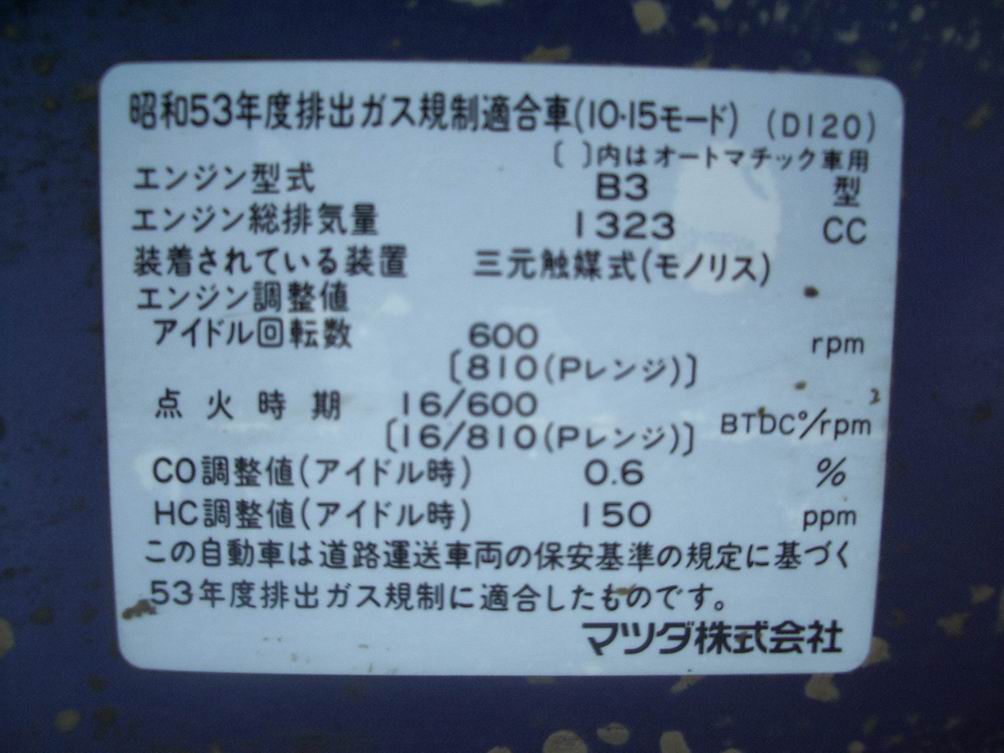 昭和53年度排出ガス規制適合車(10・15モード) (D120)
〔 〕内はオートマチック車用
エンジン型式 B3 型
エンジン総排気量 1323 CC
装着されている装置 三元触媒式(モノリス)
エンジン調整値
アイドル回転数 600 rpm
〔810(Pレンジ)〕
点火時期 16/600
〔16/810(Pレンジ)〕 BTDC°/rpm
CO調整値(アイドル時) 0.6 %
HC調整値(アイドル時) 150 ppm
この自動車は道路運送車両の保安基準の規定に基づく
53年度排出ガス規制に適合したものです。
マツダ株式会社